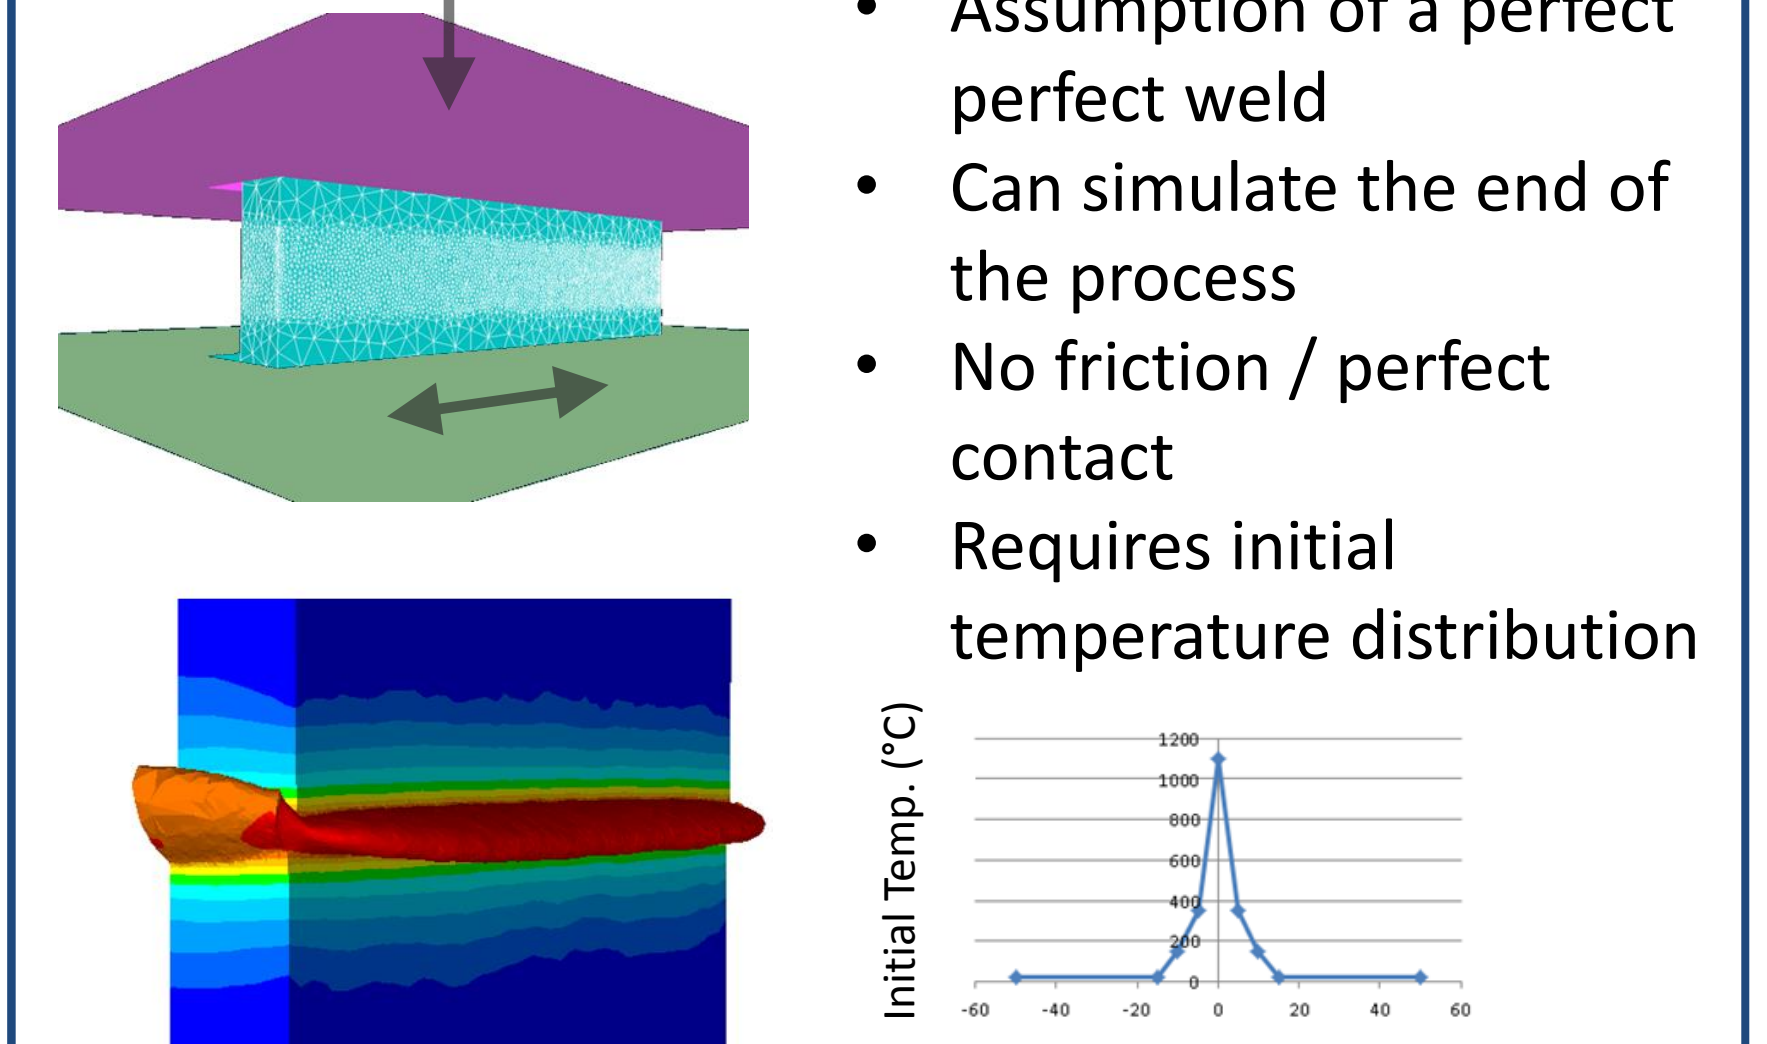 • Assumption of a perfect
perfect weld
• Can simulate the end of
the process
• No friction / perfect
contact
• Requires initial
temperature distribution
Initial Temp. (°C)
1200
1000
800
600
400
200
0
-60 -40 -20 0 20 40 60